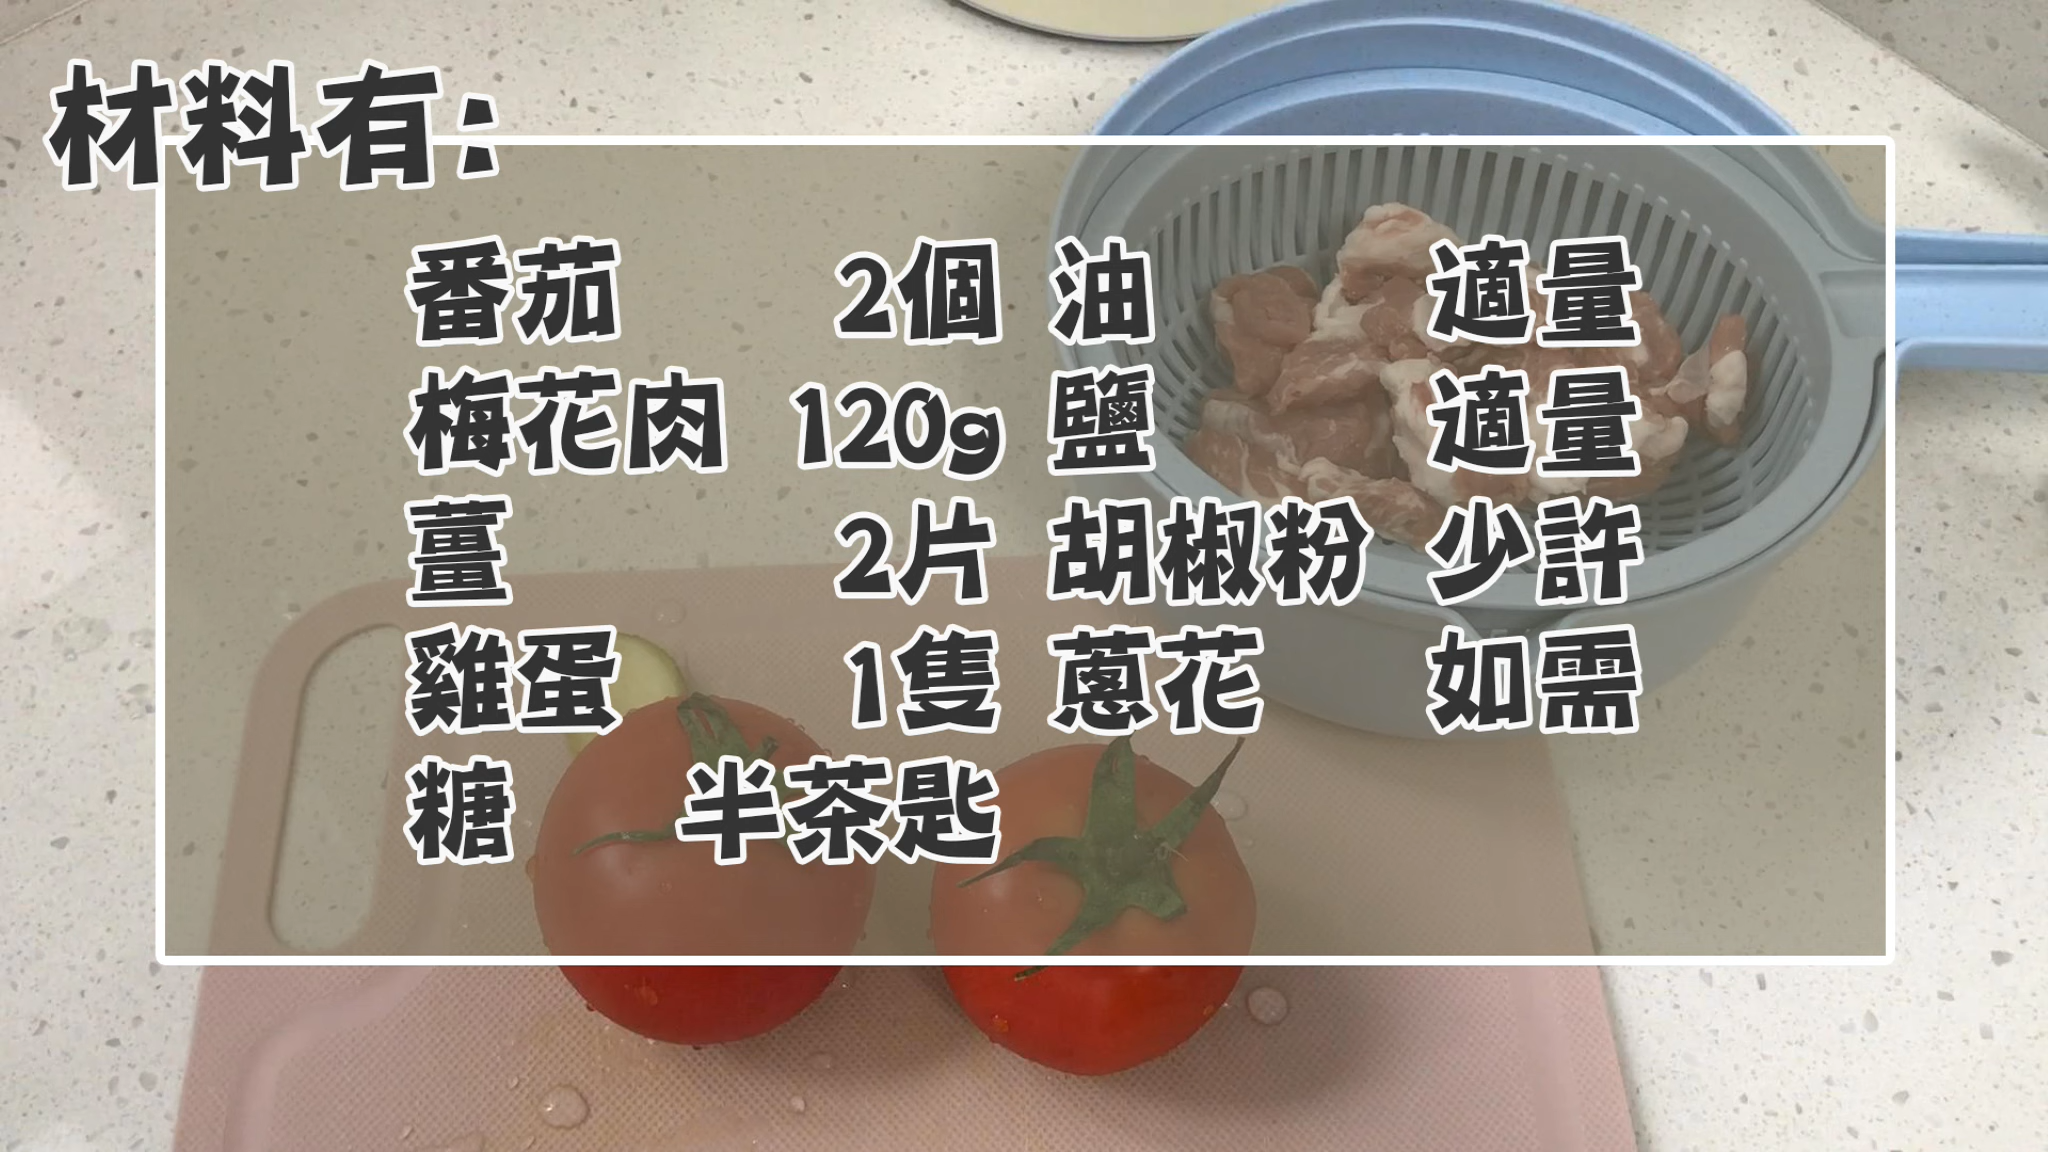 材料有:
番茄 2個 油 適量
梅花肉 120g 鹽 適量
薑 2片 胡椒粉 少許
雞蛋 1隻 蔥花 如需
糖 半茶匙